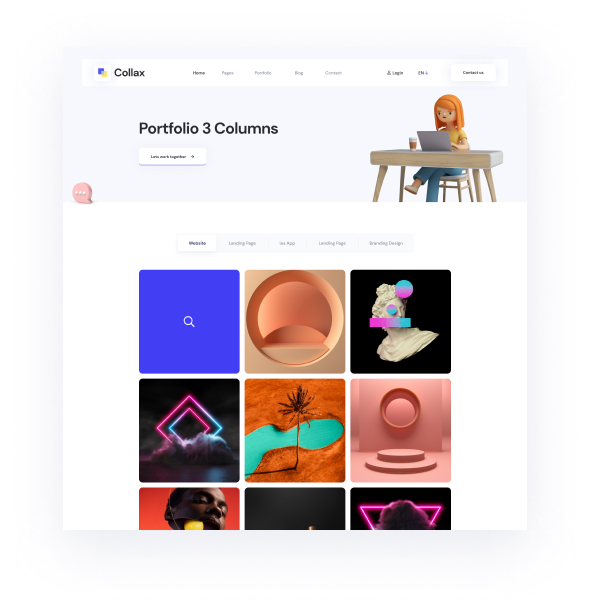 Collax
Home Pages Portfolio Blog Contact Login EN Contact us
Portfolio 3 Columns
Lets work together →
Website Landing Page Ios App Landing Page Branding Design